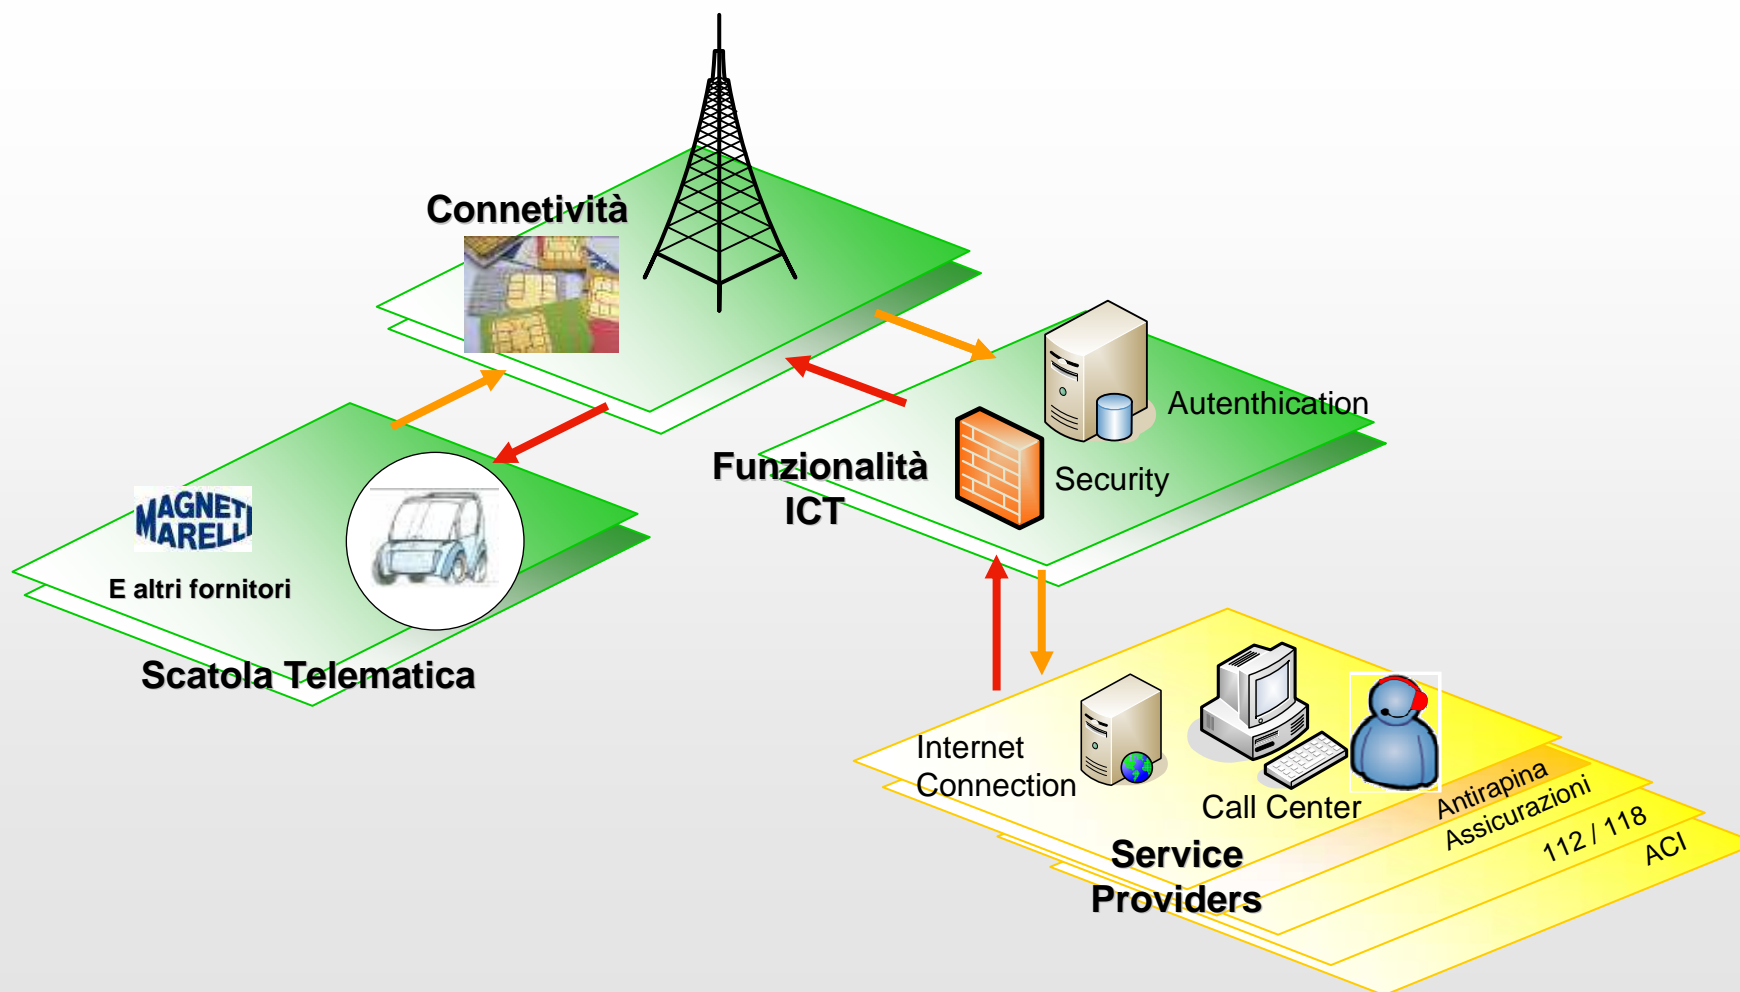 Connetività
Autenthication
Funzionalità
ICT
Security
MAGNETI
MARELLI
E altri fornitori
Scatola Telematica
Internet
Connection
Call Center
Service
Providers
Antirapina
Assicurazioni
112 / 118
ACI